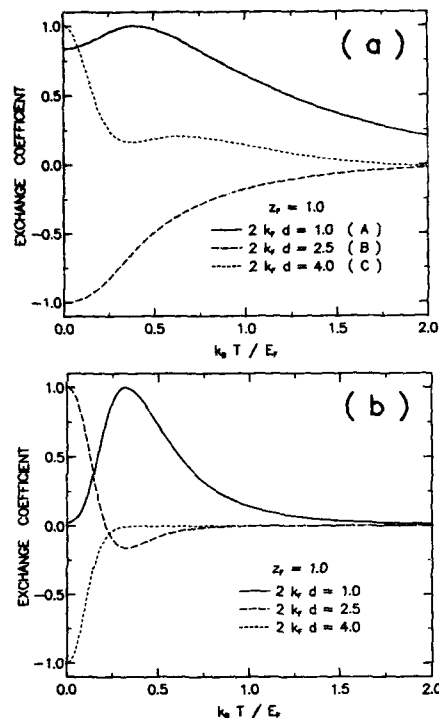 ( a )
EXCHANGE COEFFICIENT
1.0
0.5
0.0
-0.5
-1.0
z_F = 1.0
2 k_F d = 1.0 ( A )
2 k_F d = 2.5 ( B )
2 k_F d = 4.0 ( C )
0.0 0.5 1.0 1.5 2.0
k_B T / E_F
( b )
EXCHANGE COEFFICIENT
1.0
0.5
0.0
-0.5
-1.0
z_F = 1.0
2 k_F d = 1.0
2 k_F d = 2.5
2 k_F d = 4.0
0.0 0.5 1.0 1.5 2.0
k_B T / E_F